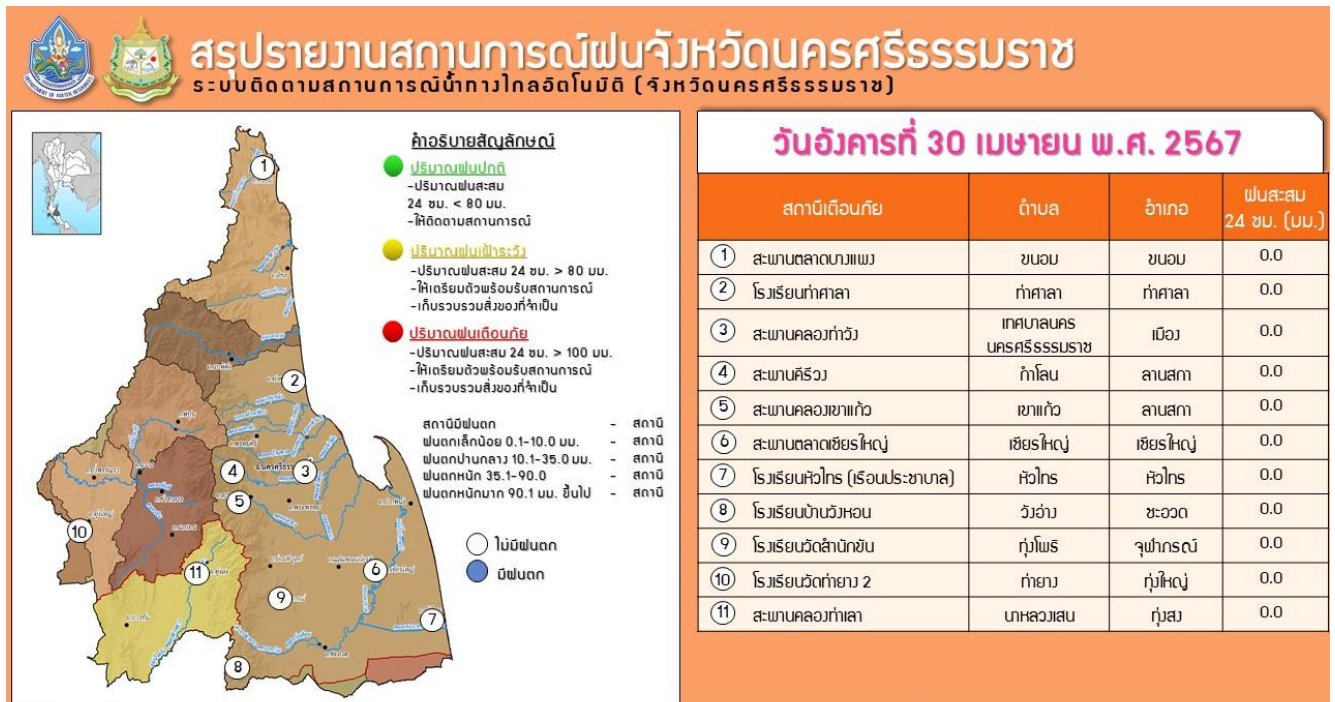 สรุปรายงานสถานการณ์ฝนจังหวัดนครศรีธรรมราช
ระบบติดตามสถานการณ์น้ำทางไกลอัตโนมัติ (จังหวัดนครศรีธรรมราช)
คำอธิบายสัญลักษณ์
ปริมาณฝนปกติ
-ปริมาณฝนสะสม
24 ชม. < 80 มม.
-ให้ติดตามสถานการณ์
ปริมาณฝนเฝ้าระวัง
-ปริมาณฝนสะสม 24 ชม. > 80 มม.
-ให้เตรียมตัวพร้อมรับสถานการณ์
-เก็บรวบรวมสิ่งของที่จำเป็น
ปริมาณฝนเตือนภัย
-ปริมาณฝนสะสม 24 ชม. > 100 มม.
-ให้เตรียมตัวพร้อมรับสถานการณ์
-เก็บรวบรวมสิ่งของที่จำเป็น
สถานีมีฝนตก - สถานี
ฝนตกเล็กน้อย 0.1-10.0 มม. - สถานี
ฝนตกปานกลาง 10.1-35.0 มม. - สถานี
ฝนตกหนัก 35.1-90.0 - สถานี
ฝนตกหนักมาก 90.1 มม. ขึ้นไป - สถานี
ไม่มีฝนตก
มีฝนตก
1
2
3
4
5
6
7
8
9
10
11
วันอังคารที่ 30 เมษายน พ.ศ. 2567
สถานีเตือนภัย ตำบล อำเภอ ฝนสะสม
24 ชม. (มม.)
1 สะพานตลาดบางแพง ขนอม ขนอม 0.0
2 โรงเรียนท่าศาลา ท่าศาลา ท่าศาลา 0.0
3 สะพานคลองท่าวัง เทศบาลนคร
นครศรีธรรมราช เมือง 0.0
4 สะพานคีรีวง กำโลน ลานสกา 0.0
5 สะพานคลองเขาแก้ว เขาแก้ว ลานสกา 0.0
6 สะพานตลาดเชียรใหญ่ เชียรใหญ่ เชียรใหญ่ 0.0
7 โรงเรียนหัวไทร (เรือนประชาบาล) หัวไทร หัวไทร 0.0
8 โรงเรียนบ้านวังหอน วังอ่าง ชะอวด 0.0
9 โรงเรียนวัดสำนักขัน ทุ่งโพธิ จุฬาภรณ์ 0.0
10 โรงเรียนวัดท่ายาง 2 ท่ายาง ทุ่งใหญ่ 0.0
11 สะพานคลองท่าเลา นาหลวงเสน ทุ่งสง 0.0